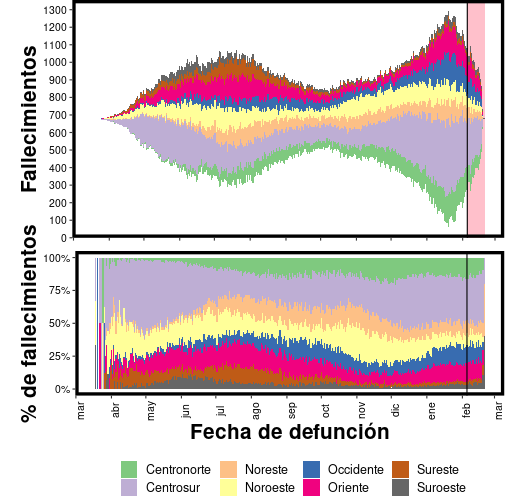 Fallecimientos
1300
1200
1100
1000
900
800
700
600
500
400
300
200
100
0
% de fallecimientos
100%
75%
50%
25%
0%
mar
abr
may
jun
jul
ago
sep
oct
nov
dic
ene
feb
mar
Fecha de defunción
Centronorte Noreste Occidente Sureste
Centrosur Noroeste Oriente Suroeste